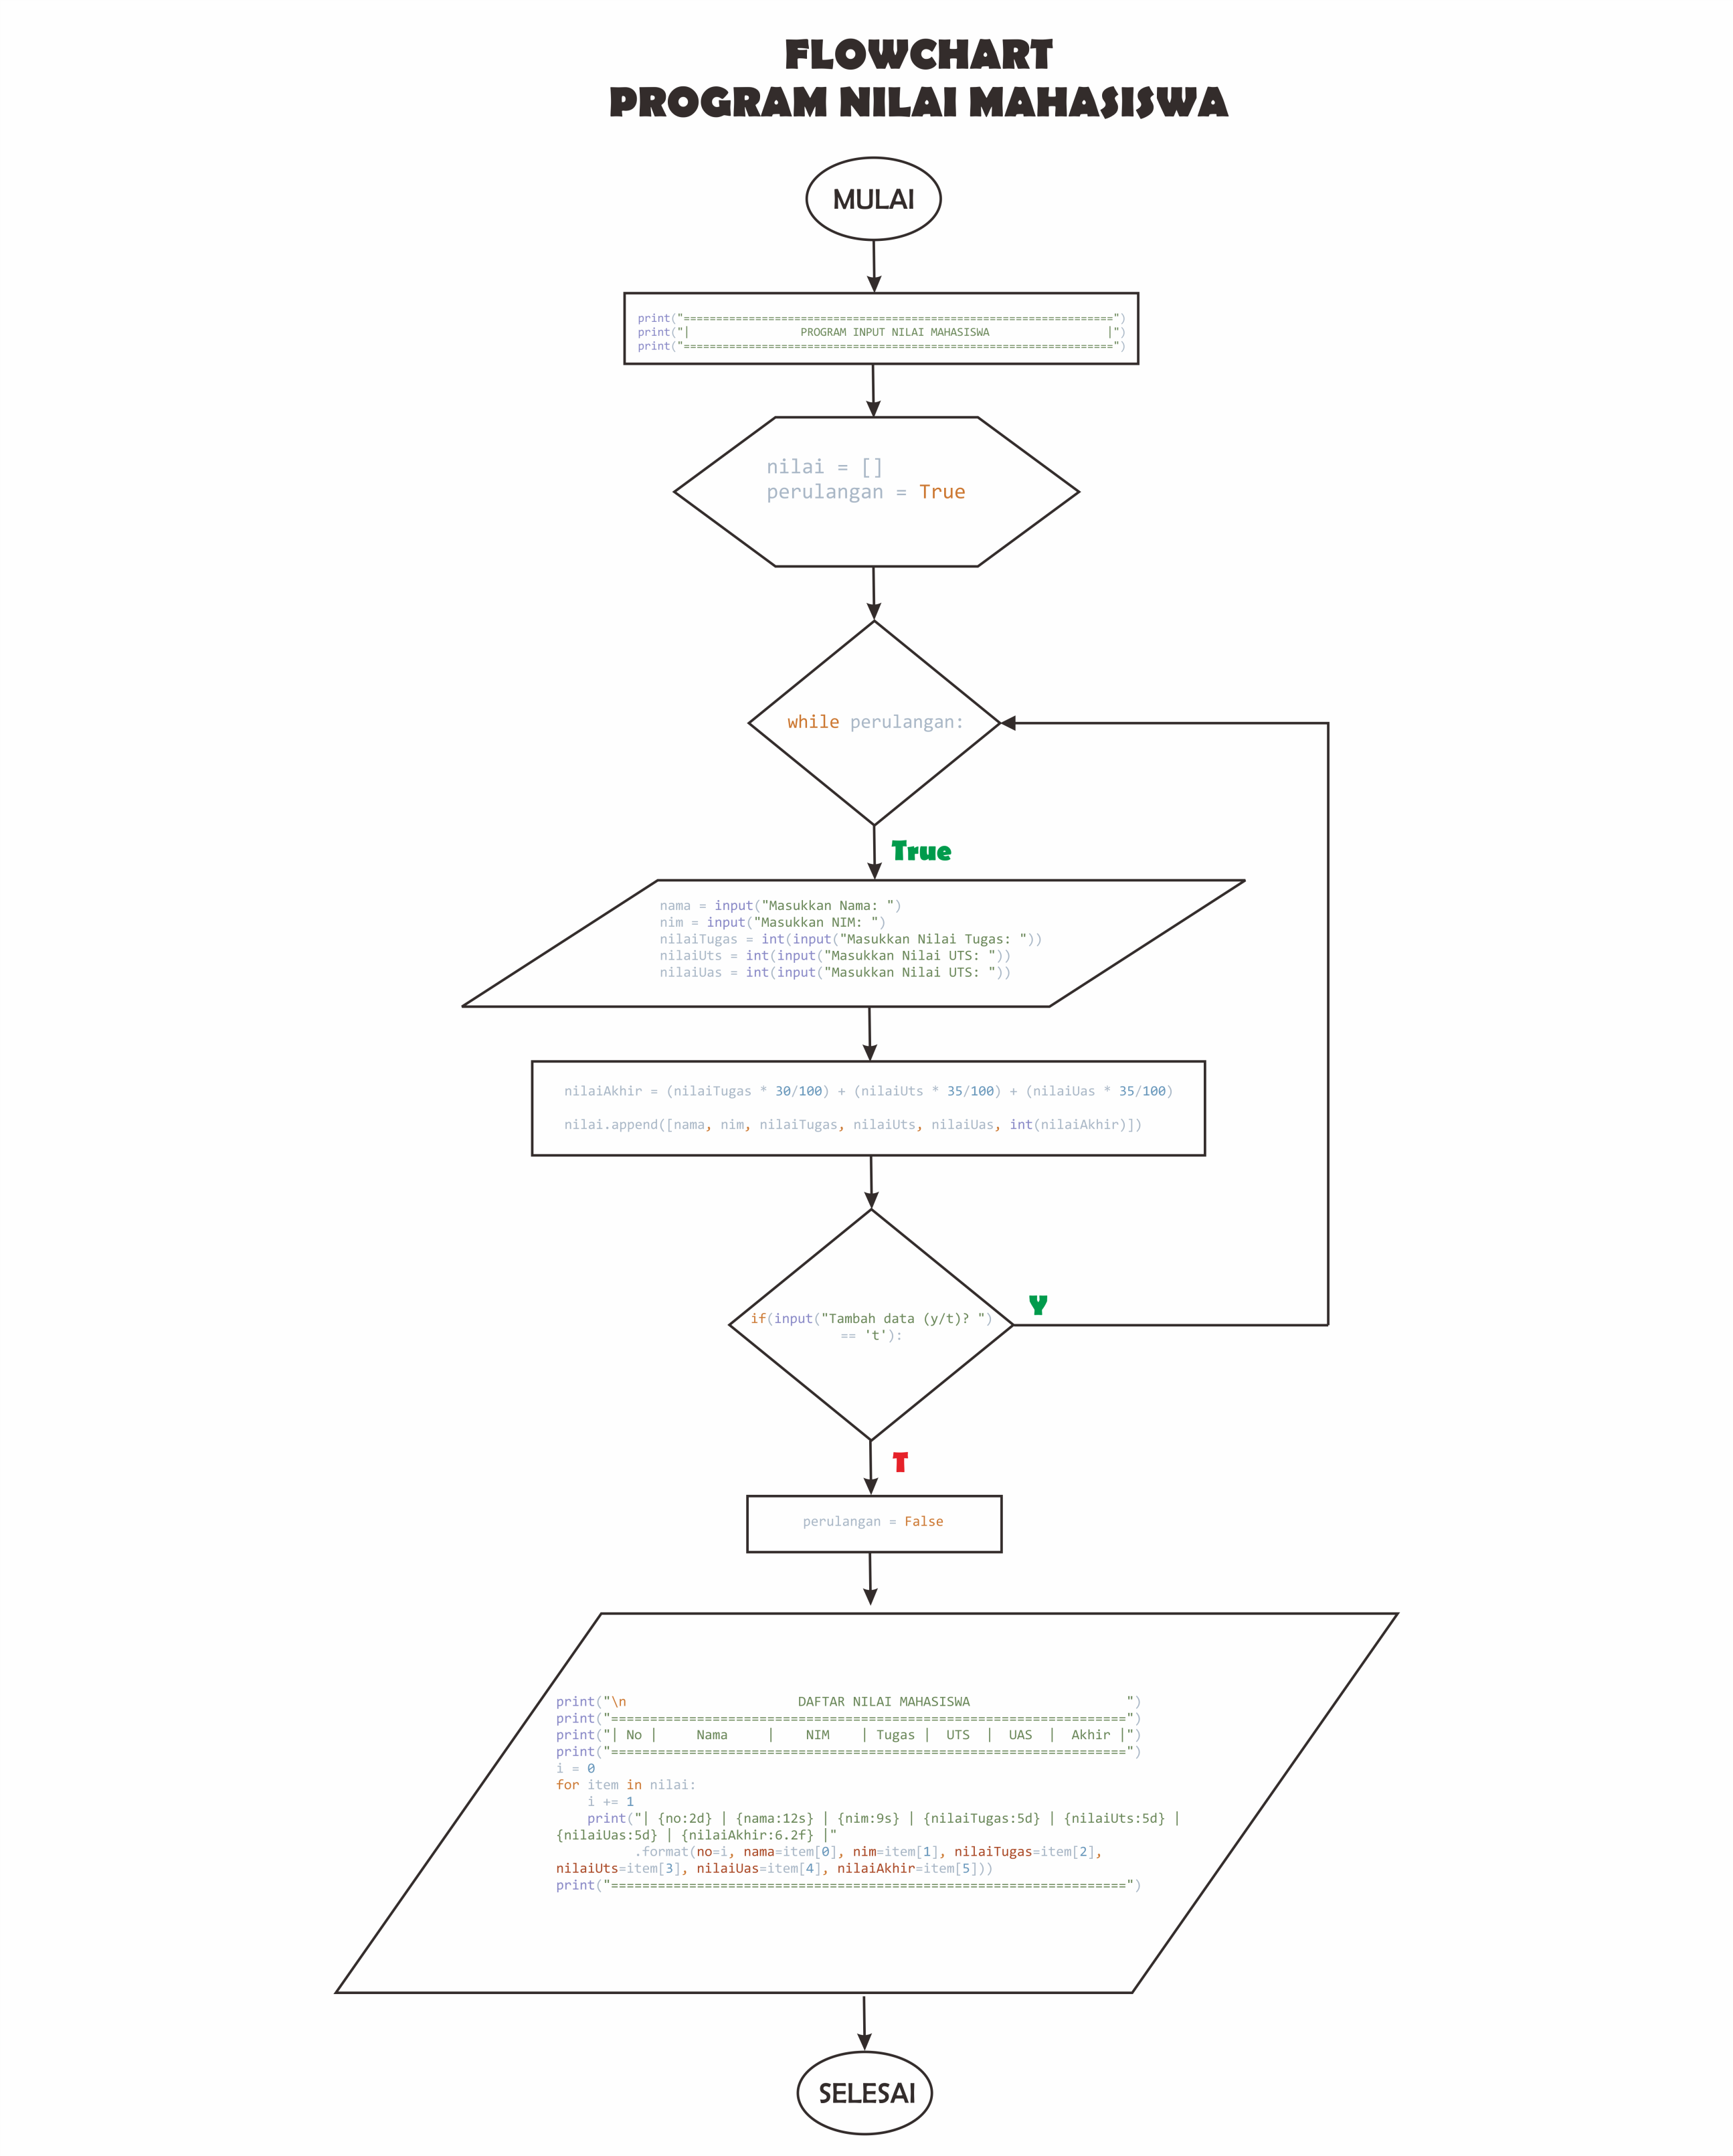 FLOWCHART
PROGRAM NILAI MAHASISWA
MULAI
print("==================================================================")
print("|                 PROGRAM INPUT NILAI MAHASISWA                  |")
print("==================================================================")
nilai = []
perulangan = True
while perulangan:
True
nama = input("Masukkan Nama: ")
nim = input("Masukkan NIM: ")
nilaiTugas = int(input("Masukkan Nilai Tugas: "))
nilaiUts = int(input("Masukkan Nilai UTS: "))
nilaiUas = int(input("Masukkan Nilai UTS: "))
nilaiAkhir = (nilaiTugas * 30/100) + (nilaiUts * 35/100) + (nilaiUas * 35/100)
nilai.append([nama, nim, nilaiTugas, nilaiUts, nilaiUas, int(nilaiAkhir)])
if(input("Tambah data (y/t)? ")
== 't'):
Y
T
perulangan = False
print("\n                      DAFTAR NILAI MAHASISWA                    ")
print("==================================================================")
print("| No |     Nama     |    NIM    | Tugas |  UTS  |  UAS  |  Akhir |")
print("==================================================================")
i = 0
for item in nilai:
    i += 1
    print("| {no:2d} | {nama:12s} | {nim:9s} | {nilaiTugas:5d} | {nilaiUts:5d} |
{nilaiUas:5d} | {nilaiAkhir:6.2f} |"
          .format(no=i, nama=item[0], nim=item[1], nilaiTugas=item[2],
nilaiUts=item[3], nilaiUas=item[4], nilaiAkhir=item[5]))
print("==================================================================")
SELESAI